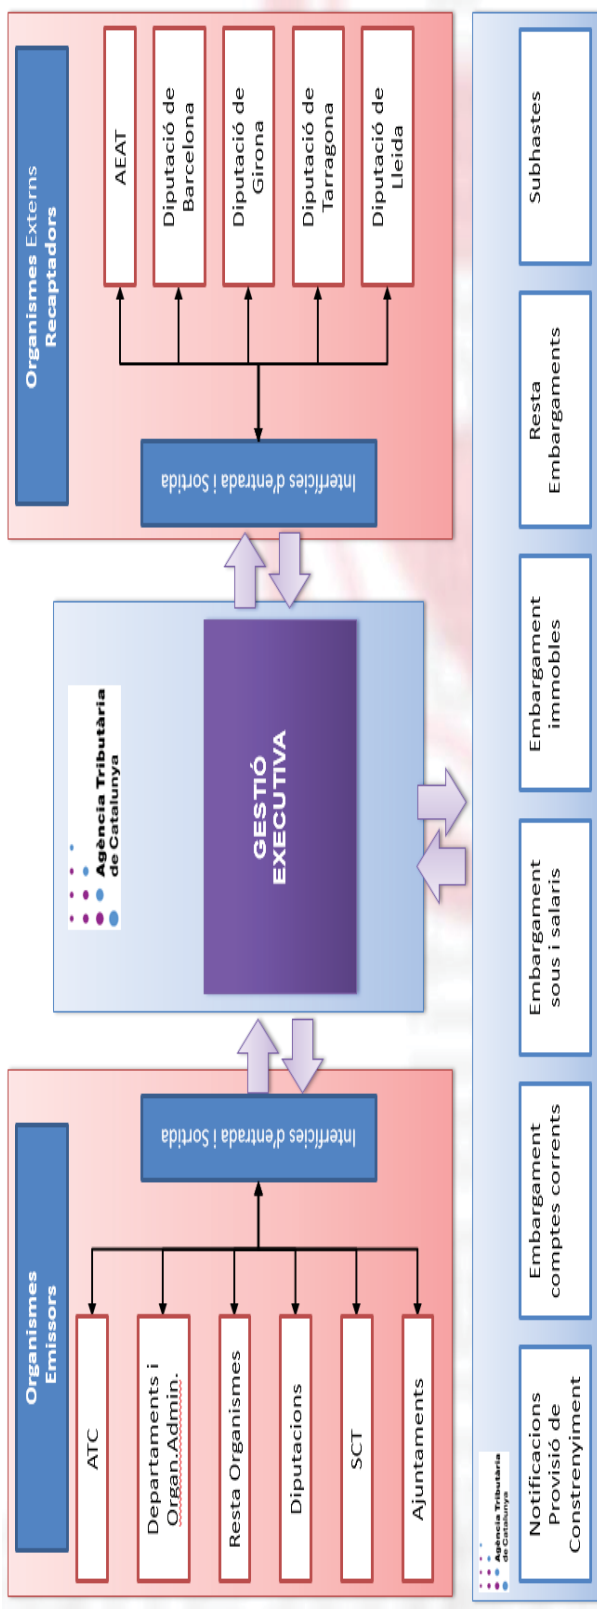 Organismes
Emissors
ATC
Departaments i
Organ.Admin.
Resta Organismes
Diputacions
SCT
Ajuntaments
Interfícies d'entrada i Sortida
Agència Tributària
de Catalunya
GESTIÓ
EXECUTIVA
Organismes Externs
Recaptadors
AEAT
Diputació de
Barcelona
Diputació de
Girona
Diputació de
Tarragona
Diputació de
Lleida
Interfícies d'entrada i Sortida
Agència Tributària
de Catalunya
Notificacions
Provisió de
Constrenyiment
Embargament
comptes corrents
Embargament
sous i salaris
Embargament
immobles
Resta
Embargaments
Subhastes